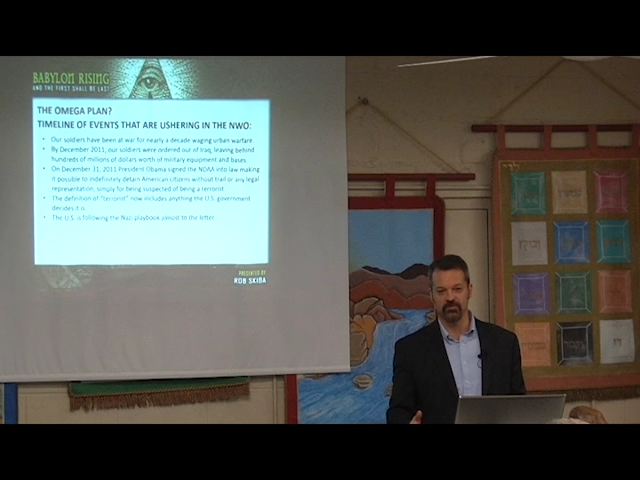 BABYLON RISING
AND THE FIRST SHALL BE LAST
THE OMEGA PLAN?
TIMELINE OF EVENTS THAT ARE USHERING IN THE NWO:
• Our soldiers have been at war for nearly a decade waging urban warfare
• By December 2011, our soldiers were ordered out of Iraq, leaving behind
hundreds of millions of dollars worth of military equipment and bases
• On December 31, 2011 President Obama signed the NDAA into law making
it possible to indefinitely detain American citizens without trail or any legal
representation, simply for being suspected of being a terrorist
• The definition of "terrorist" now includes anything the U.S. government
decides it is
• The U.S. is following the Nazi playbook almost to the letter
PRESENTED BY
ROB SKIBA